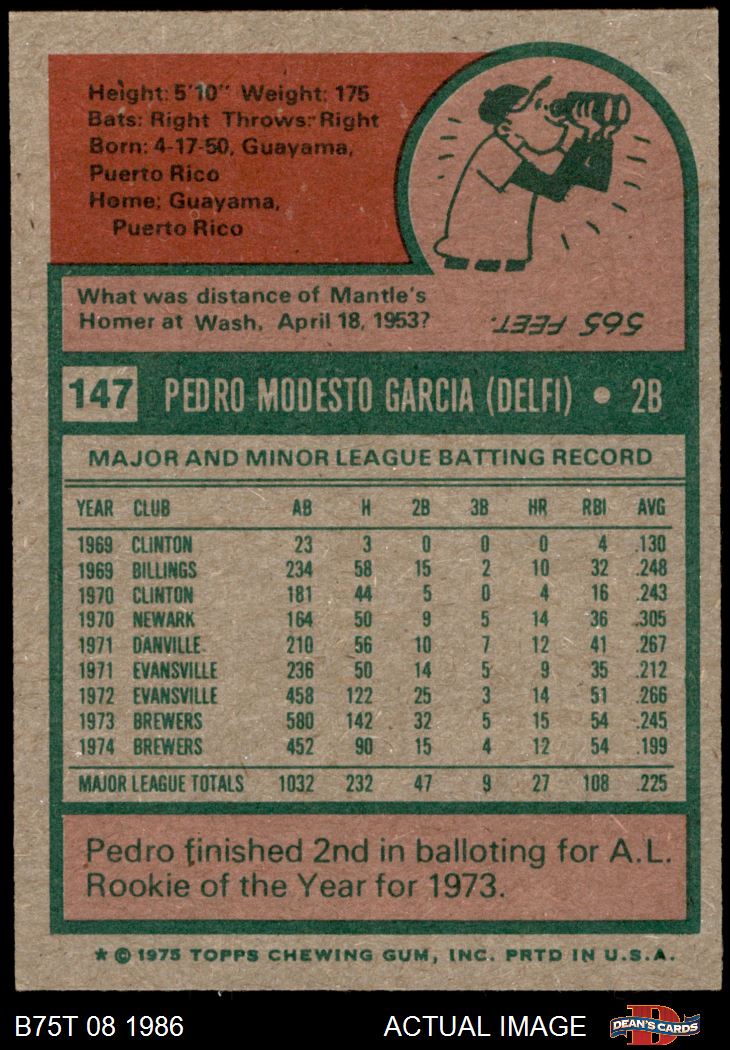 Height: 5'10" Weight: 175
Bats: Right Throws: Right
Born: 4-17-50, Guayama,
Puerto Rico
Home: Guayama,
Puerto Rico
What was distance of Mantle's
Homer at Wash. April 18, 1953?
565 FEET.
147 PEDRO MODESTO GARCIA (DELFI) • 2B
MAJOR AND MINOR LEAGUE BATTING RECORD
YEAR CLUB AB H 2B 3B HR RBI AVG
1969 CLINTON 23 3 0 0 0 4 .130
1969 BILLINGS 234 58 15 2 10 32 .248
1970 CLINTON 181 44 5 0 4 16 .243
1970 NEWARK 164 50 9 5 14 36 .305
1971 DANVILLE 210 56 10 7 12 41 .267
1971 EVANSVILLE 236 50 14 5 9 35 .212
1972 EVANSVILLE 458 122 25 3 14 51 .266
1973 BREWERS 580 142 32 5 15 54 .245
1974 BREWERS 452 90 15 4 12 54 .199
MAJOR LEAGUE TOTALS 1032 232 47 9 27 108 .225
Pedro finished 2nd in balloting for A.L.
Rookie of the Year for 1973.
* © 1975 TOPPS CHEWING GUM, INC. PRTD IN U.S.A.
B75T 08 1986 ACTUAL IMAGE D DEAN'S CARDS